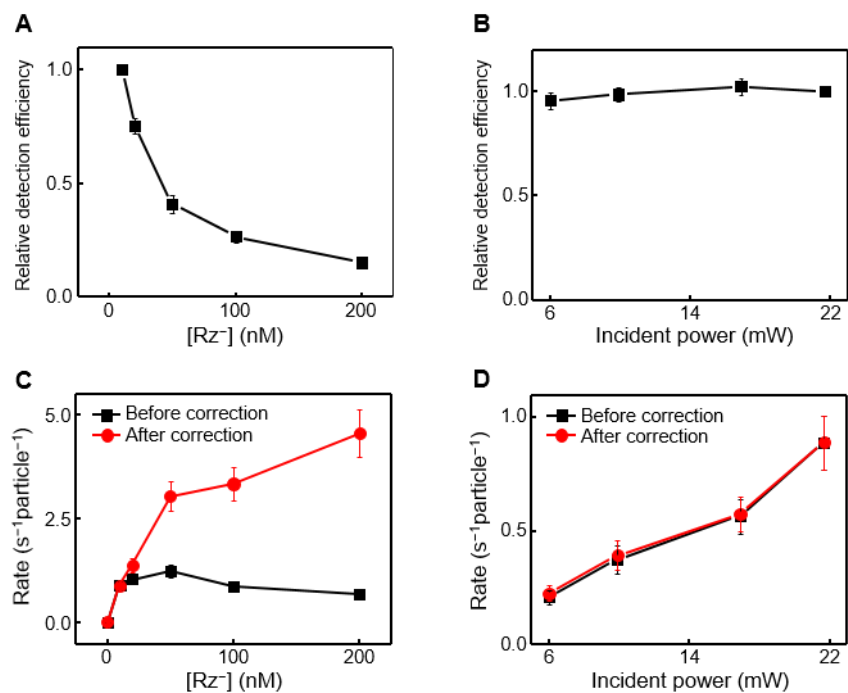 A
Relative detection efficiency
1.0
0.5
0.0
0
100
200
[Rz⁻] (nM)
B
Relative detection efficiency
1.0
0.5
0.0
6
14
22
Incident power (mW)
C
Rate (s⁻¹particle⁻¹)
5.0
2.5
0.0
Before correction
After correction
0
100
200
[Rz⁻] (nM)
D
Rate (s⁻¹particle⁻¹)
1.0
0.5
0.0
Before correction
After correction
6
14
22
Incident power (mW)